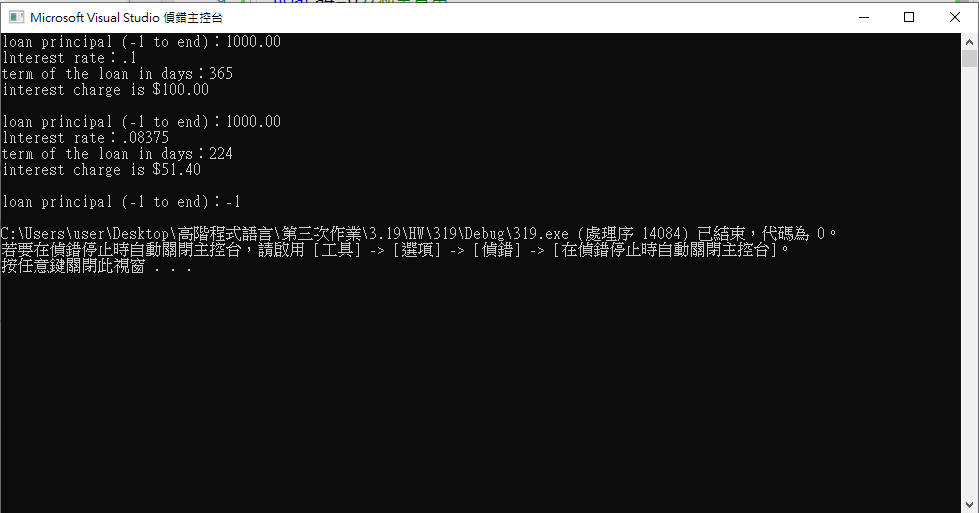 Microsoft Visual Studio 偵錯主控台
loan principal (-1 to end)：1000.00
lnterest rate：.1
term of the loan in days：365
interest charge is $100.00
loan principal (-1 to end)：1000.00
lnterest rate：.08375
term of the loan in days：224
interest charge is $51.40
loan principal (-1 to end)：-1
C:\Users\user\Desktop\高階程式語言\第三次作業\3.19\HW\319\Debug\319.exe (處理序 14084) 已結束，代碼為 0。
若要在偵錯停止時自動關閉主控台，請啟用 [工具] -> [選項] -> [偵錯] -> [在偵錯停止時自動關閉主控台]。
按任意鍵關閉此視窗 . . .